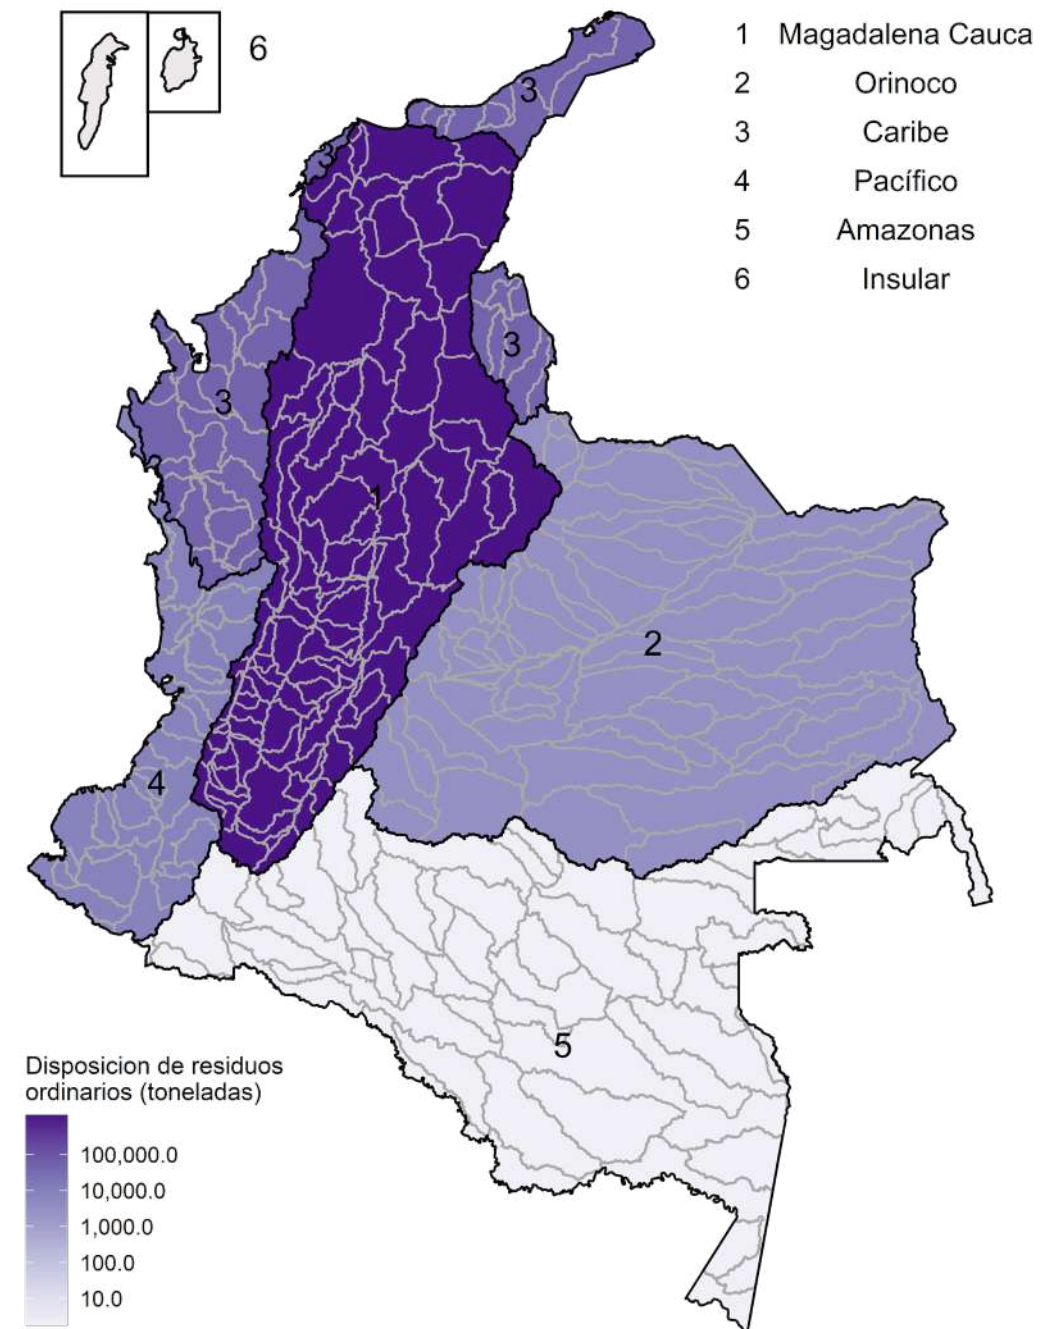 6
1 Magadalena Cauca
2 Orinoco
3 Caribe
4 Pacífico
5 Amazonas
6 Insular
3
3
3
3
1
2
4
5
Disposicion de residuos
ordinarios (toneladas)
100,000.0
10,000.0
1,000.0
100.0
10.0